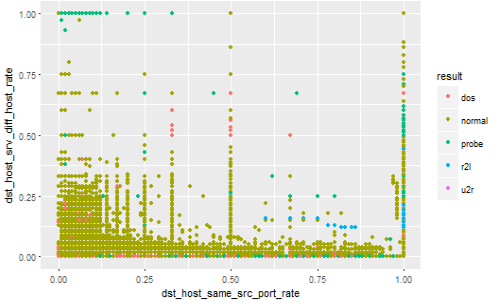 1.00
0.75
0.50
0.25
0.00
dst_host_srv_diff_host_rate
0.00 0.25 0.50 0.75 1.00
dst_host_same_src_port_rate
result
dos
normal
probe
r2l
u2r